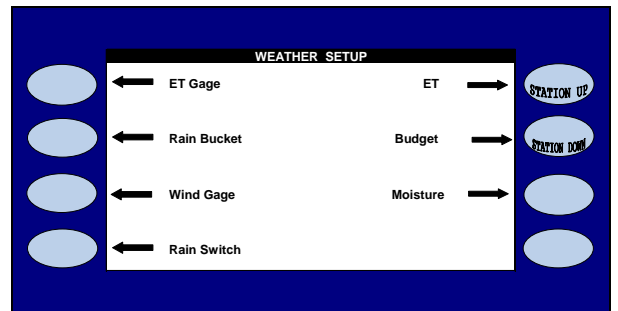 WEATHER SETUP
ET Gage ET STATION UP
Rain Bucket Budget STATION DOWN
Wind Gage Moisture
Rain Switch